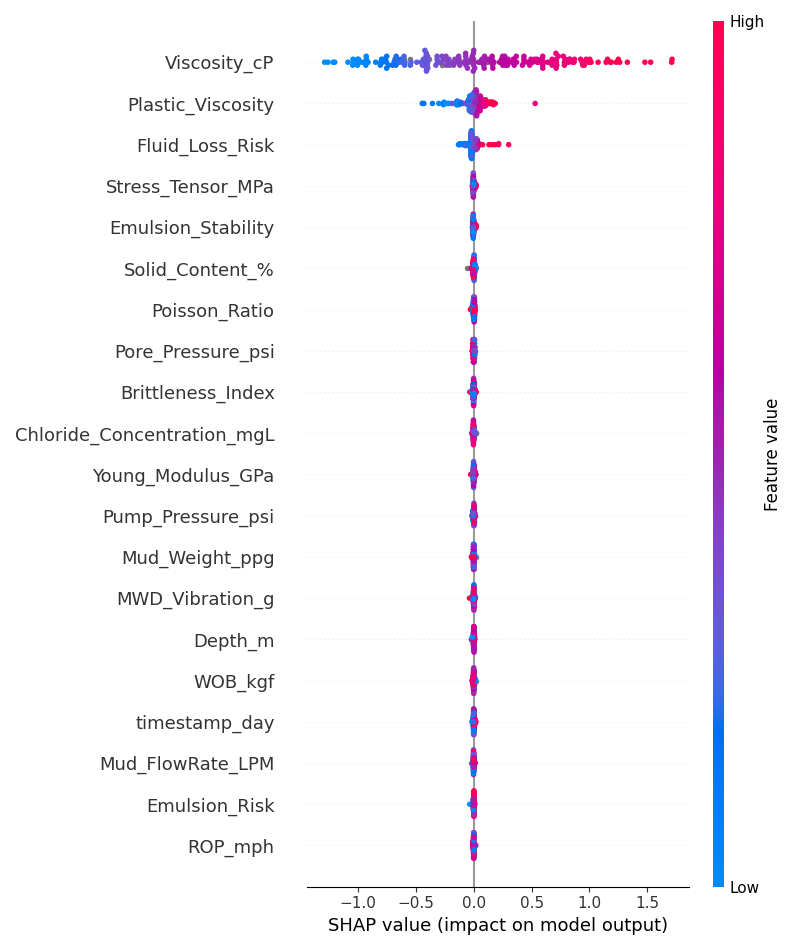 High
Viscosity_cP
Plastic_Viscosity
Fluid_Loss_Risk
Stress_Tensor_MPa
Emulsion_Stability
Solid_Content_%
Poisson_Ratio
Pore_Pressure_psi
Brittleness_Index
Chloride_Concentration_mgL
Young_Modulus_GPa
Pump_Pressure_psi
Mud_Weight_ppg
MWD_Vibration_g
Depth_m
WOB_kgf
timestamp_day
Mud_FlowRate_LPM
Emulsion_Risk
ROP_mph
Feature value
Low
−1.0 −0.5 0.0 0.5 1.0 1.5
SHAP value (impact on model output)